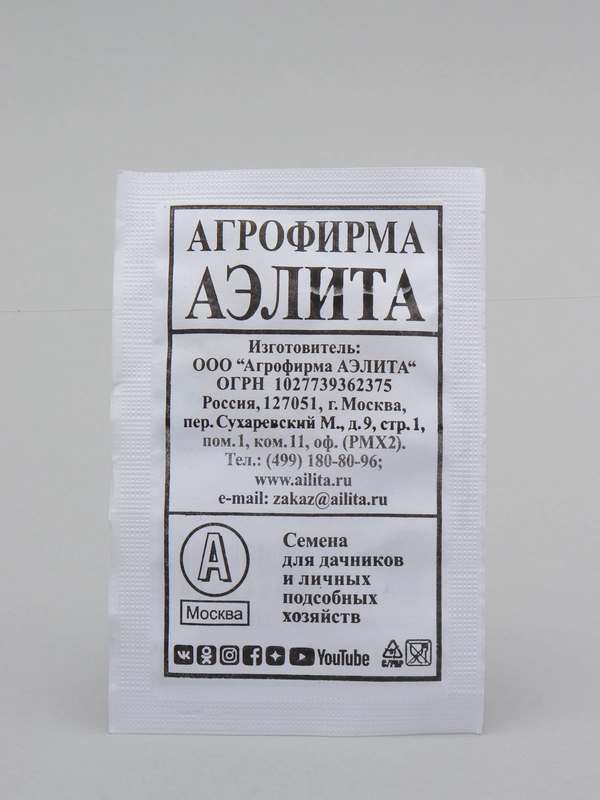 АГРОФИРМА
АЭЛИТА
Изготовитель:
ООО “Агрофирма АЭЛИТА“
ОГРН 1027739362375
Россия, 127051, г. Москва,
пер. Сухаревский М., д. 9, стр. 1,
пом. 1, ком. 11, оф. (РМХ2).
Тел.: (499) 180-80-96;
www.ailita.ru
e-mail: zakaz@ailita.ru
А
Москва
Семена
для дачников
и личных
подсобных
хозяйств
YouTube
C/PAP